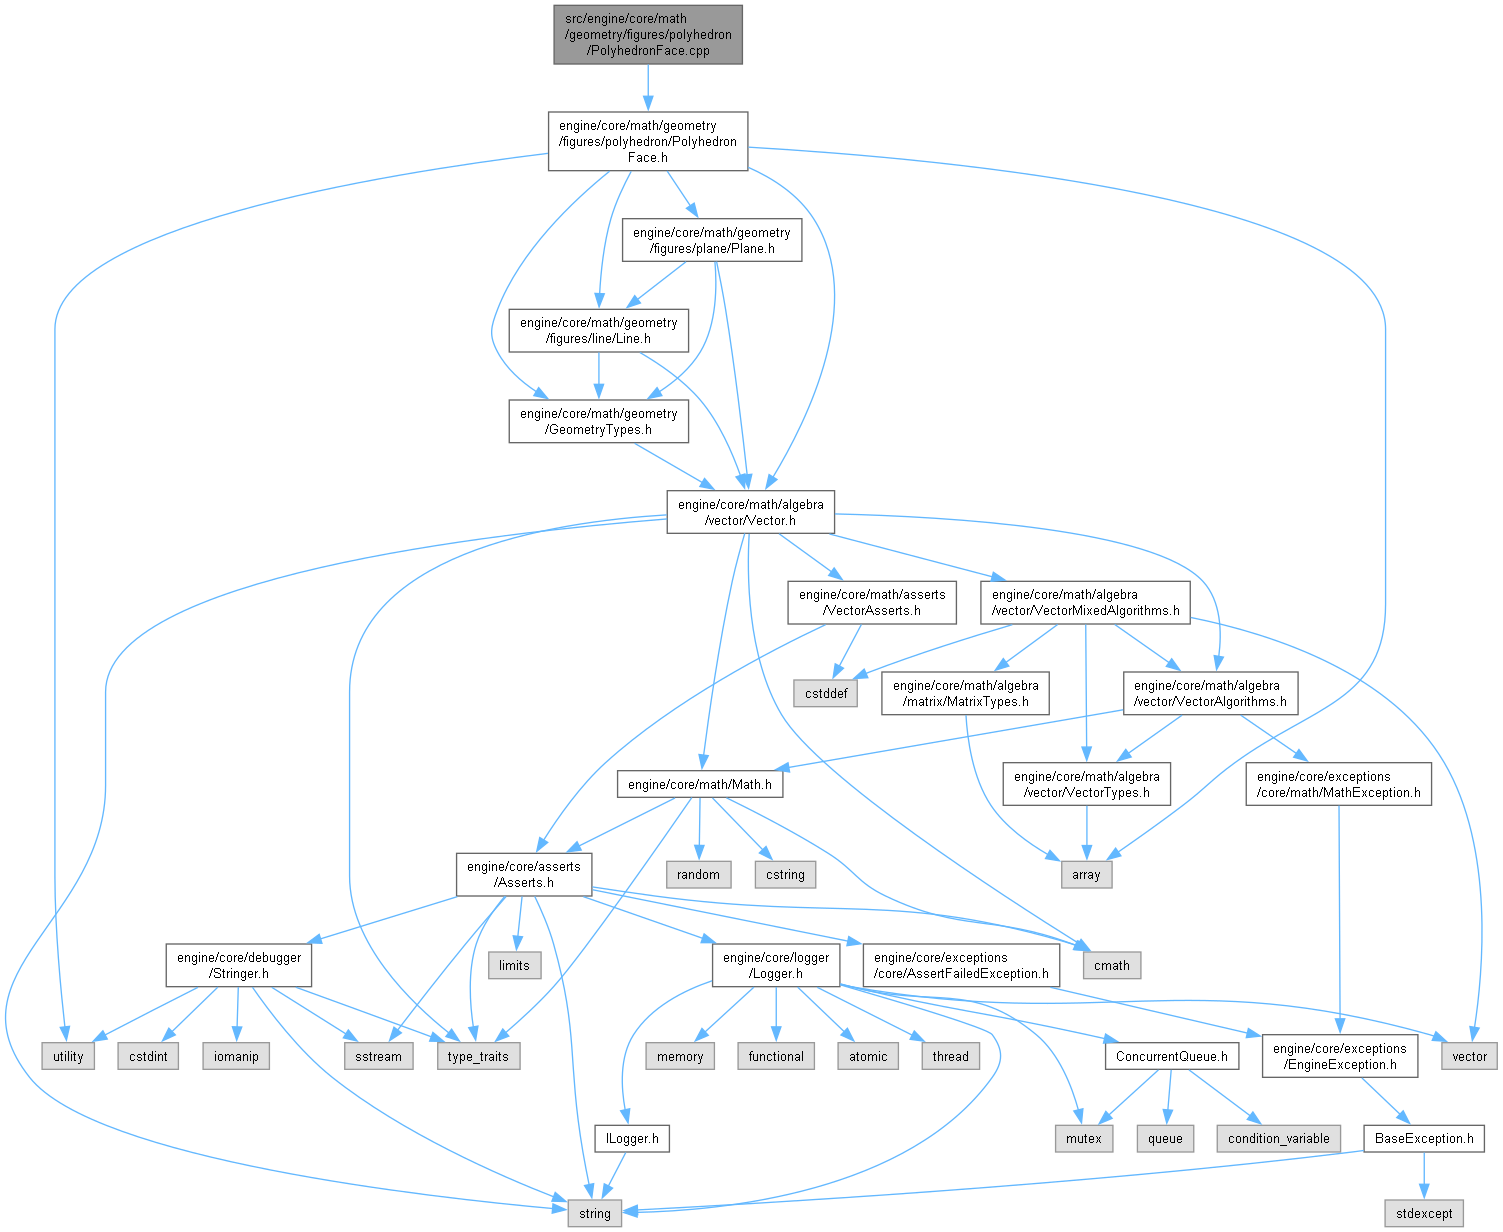 src/engine/core/math
/geometry/figures/polyhedron
/PolyhedronFace.cpp
engine/core/math/geometry
/figures/polyhedron/Polyhedron
Face.h
engine/core/math/geometry
/figures/plane/Plane.h
engine/core/math/geometry
/figures/line/Line.h
engine/core/math/geometry
/GeometryTypes.h
engine/core/math/algebra
/vector/Vector.h
engine/core/math/asserts
/VectorAsserts.h
engine/core/math/algebra
/vector/VectorMixedAlgorithms.h
cstddef
engine/core/math/algebra
/matrix/MatrixTypes.h
engine/core/math/algebra
/vector/VectorAlgorithms.h
engine/core/math/Math.h
engine/core/math/algebra
/vector/VectorTypes.h
engine/core/exceptions
/core/math/MathException.h
engine/core/asserts
/Asserts.h
random
cstring
array
engine/core/debugger
/Stringer.h
limits
engine/core/logger
/Logger.h
engine/core/exceptions
/core/AssertFailedException.h
cmath
utility
cstdint
iomanip
sstream
type_traits
memory
functional
atomic
thread
ConcurrentQueue.h
engine/core/exceptions
/EngineException.h
vector
ILogger.h
mutex
queue
condition_variable
BaseException.h
string
stdexcept